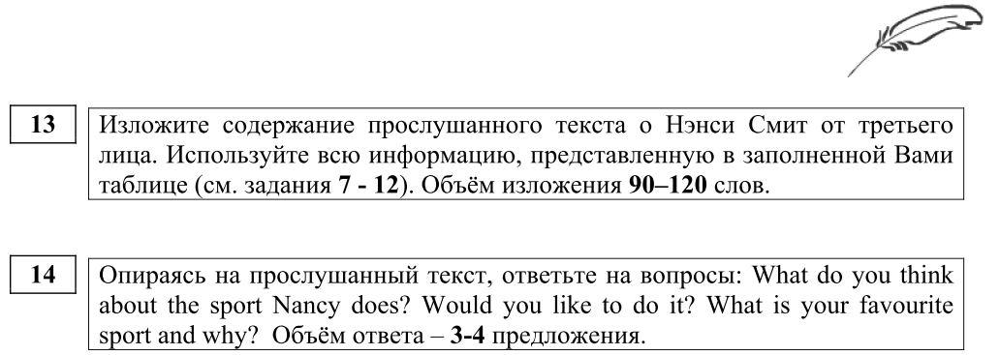 13
Изложите содержание прослушанного текста о Нэнси Смит от третьего
лица. Используйте всю информацию, представленную в заполненной Вами
таблице (см. задания 7 - 12). Объём изложения 90–120 слов.
14
Опираясь на прослушанный текст, ответьте на вопросы: What do you think
about the sport Nancy does? Would you like to do it? What is your favourite
sport and why? Объём ответа – 3-4 предложения.